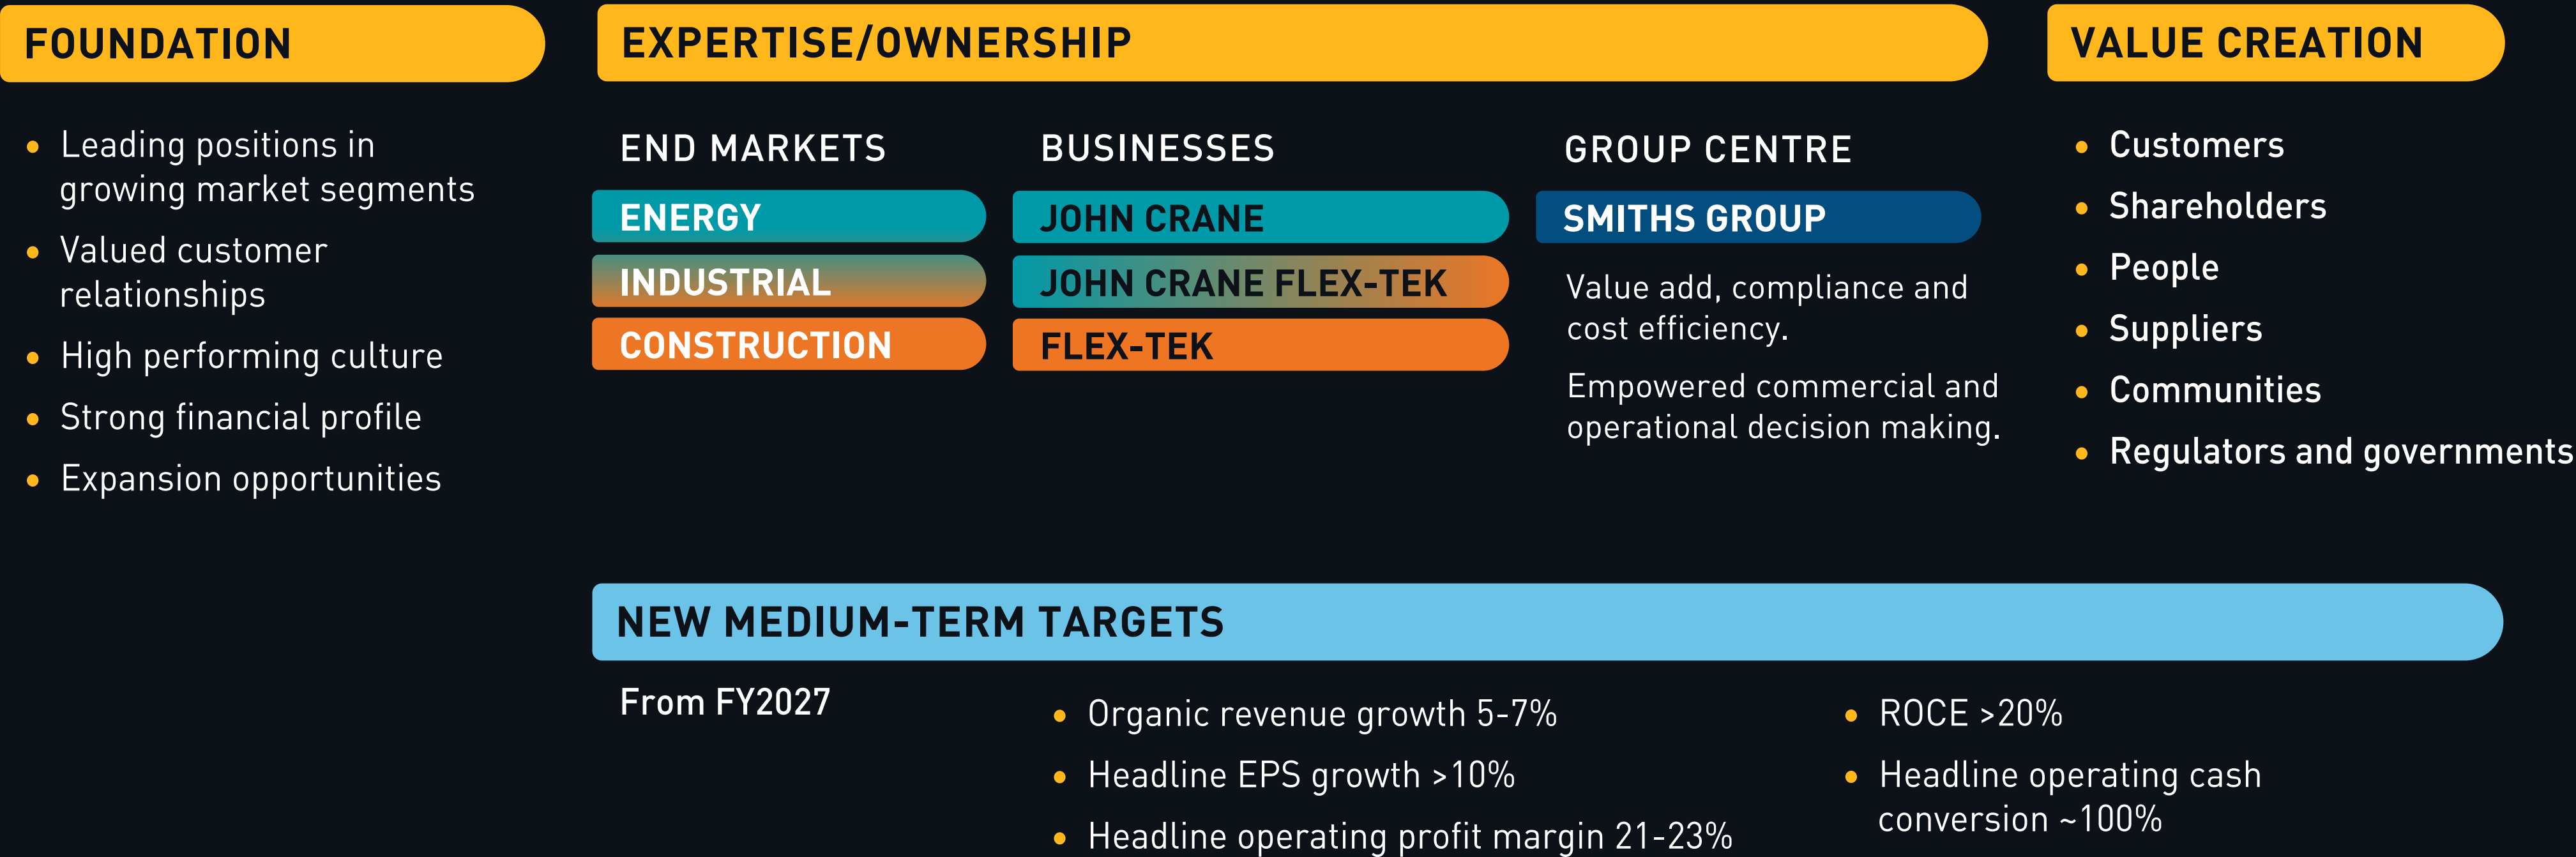 FOUNDATION
• Leading positions in
growing market segments
• Valued customer
relationships
• High performing culture
• Strong financial profile
• Expansion opportunities
EXPERTISE/OWNERSHIP
END MARKETS
ENERGY
INDUSTRIAL
CONSTRUCTION
BUSINESSES
JOHN CRANE
JOHN CRANE FLEX-TEK
FLEX-TEK
GROUP CENTRE
SMITHS GROUP
Value add, compliance and
cost efficiency.
Empowered commercial and
operational decision making.
VALUE CREATION
• Customers
• Shareholders
• People
• Suppliers
• Communities
• Regulators and governments
NEW MEDIUM-TERM TARGETS
From FY2027
• Organic revenue growth 5-7%
• Headline EPS growth >10%
• Headline operating profit margin 21-23%
• ROCE >20%
• Headline operating cash
conversion ~100%